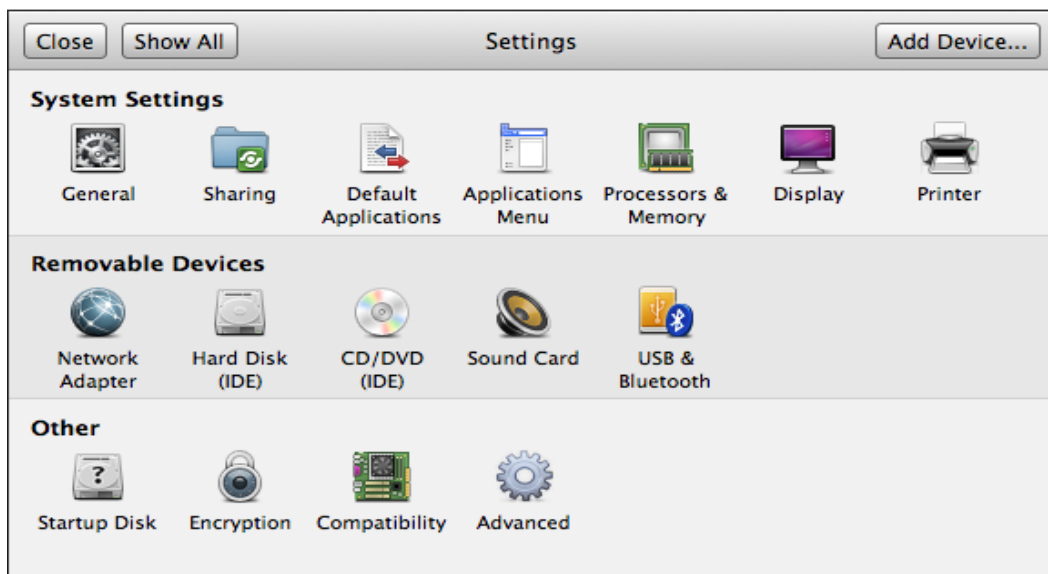 Close Show All Settings Add Device...
System Settings
General Sharing Default Applications Applications Menu Processors & Memory Display Printer
Removable Devices
Network Adapter Hard Disk (IDE) CD/DVD (IDE) Sound Card USB & Bluetooth
Other
Startup Disk Encryption Compatibility Advanced